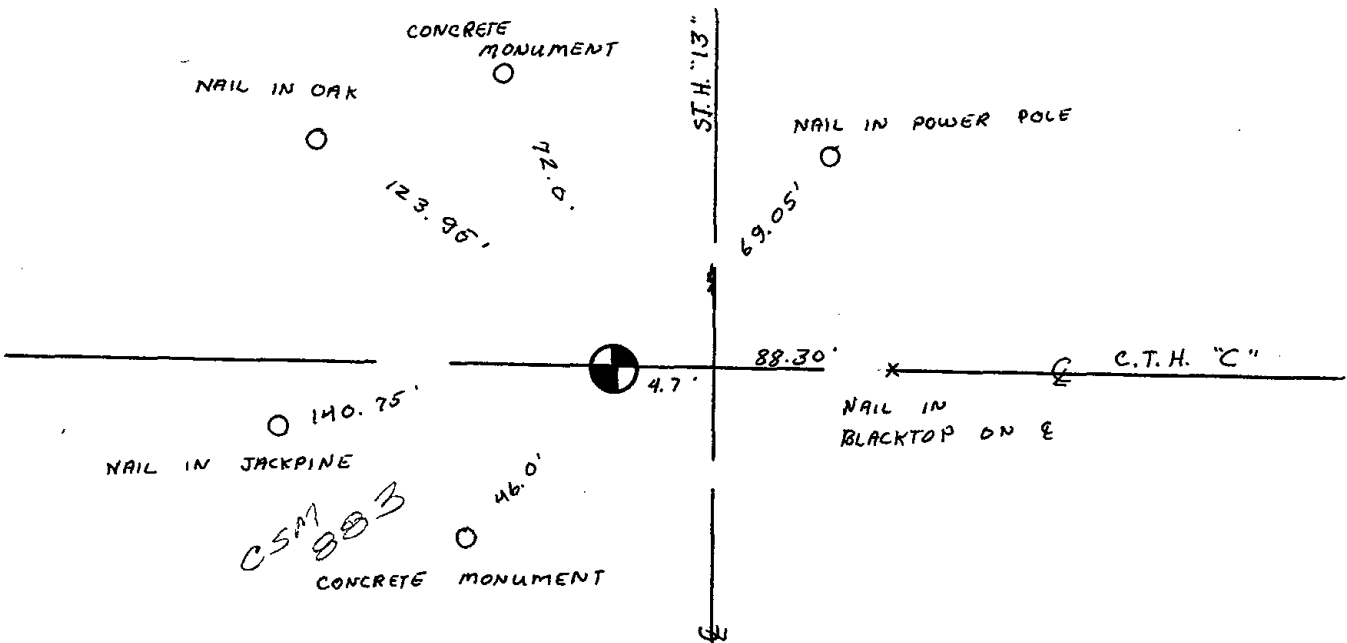 CONCRETE
MONUMENT
ST. H. "13"
NAIL IN OAK
NAIL IN POWER POLE
72.0.
123.95'
69.05'
88.30'
C.T.H. "C"
4.7'
140.75'
NAIL IN
BLACKTOP ON ℄
NAIL IN JACKPINE
46.0'
CSM
883
CONCRETE MONUMENT
℄
℄